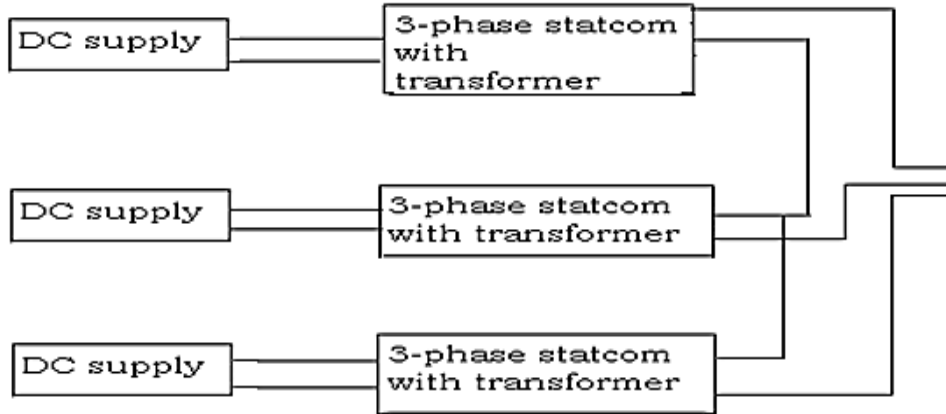 DC supply
3-phase statcom
with
transformer
DC supply
3-phase statcom
with transformer
DC supply
3-phase statcom
with transformer